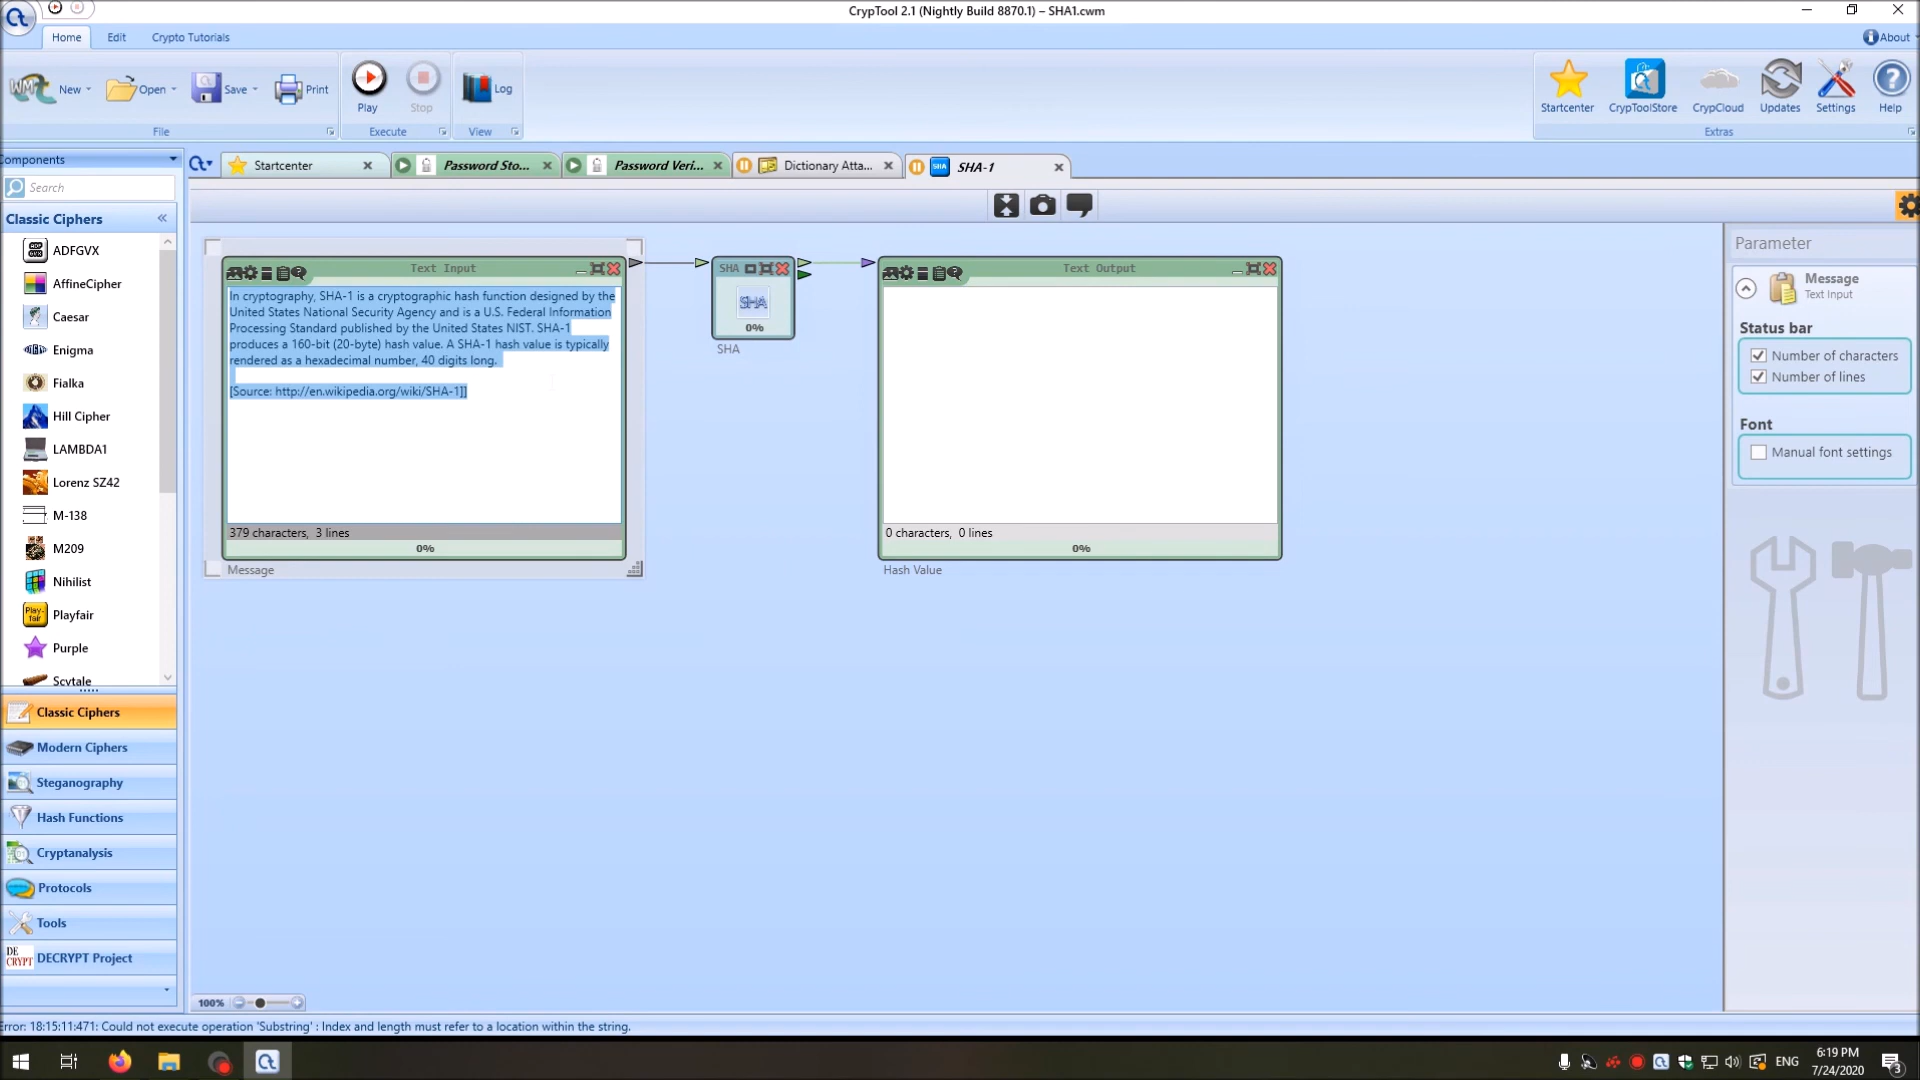 CrypTool 2.1 (Nightly Build 8870.1) – SHA1.cwm
Home Edit Crypto Tutorials About
New Open Save Print Play Stop Log Startcenter CrypToolStore CrypCloud Updates Settings Help
File Execute View Extras
Components
Startcenter Password Sto... Password Veri... Dictionary Atta... SHA-1
Search
Classic Ciphers
ADFGVX
AffineCipher
Caesar
Enigma
Fialka
Hill Cipher
LAMBDA1
Lorenz SZ42
M-138
M209
Nihilist
Playfair
Purple
Scytale
Classic Ciphers
Modern Ciphers
Steganography
Hash Functions
Cryptanalysis
Protocols
Tools
DECRYPT Project
Text Input
In cryptography, SHA-1 is a cryptographic hash function designed by the
United States National Security Agency and is a U.S. Federal Information
Processing Standard published by the United States NIST. SHA-1
produces a 160-bit (20-byte) hash value. A SHA-1 hash value is typically
rendered as a hexadecimal number, 40 digits long.
[Source: http://en.wikipedia.org/wiki/SHA-1]]
379 characters,  3 lines
0%
Message
SHA
SHA
0%
SHA
Text Output
0 characters,  0 lines
0%
Hash Value
Parameter
Message
Text Input
Status bar
Number of characters
Number of lines
Font
Manual font settings
100%
Error: 18:15:11:471: Could not execute operation 'Substring' : Index and length must refer to a location within the string.
ENG
6:19 PM
7/24/2020
3